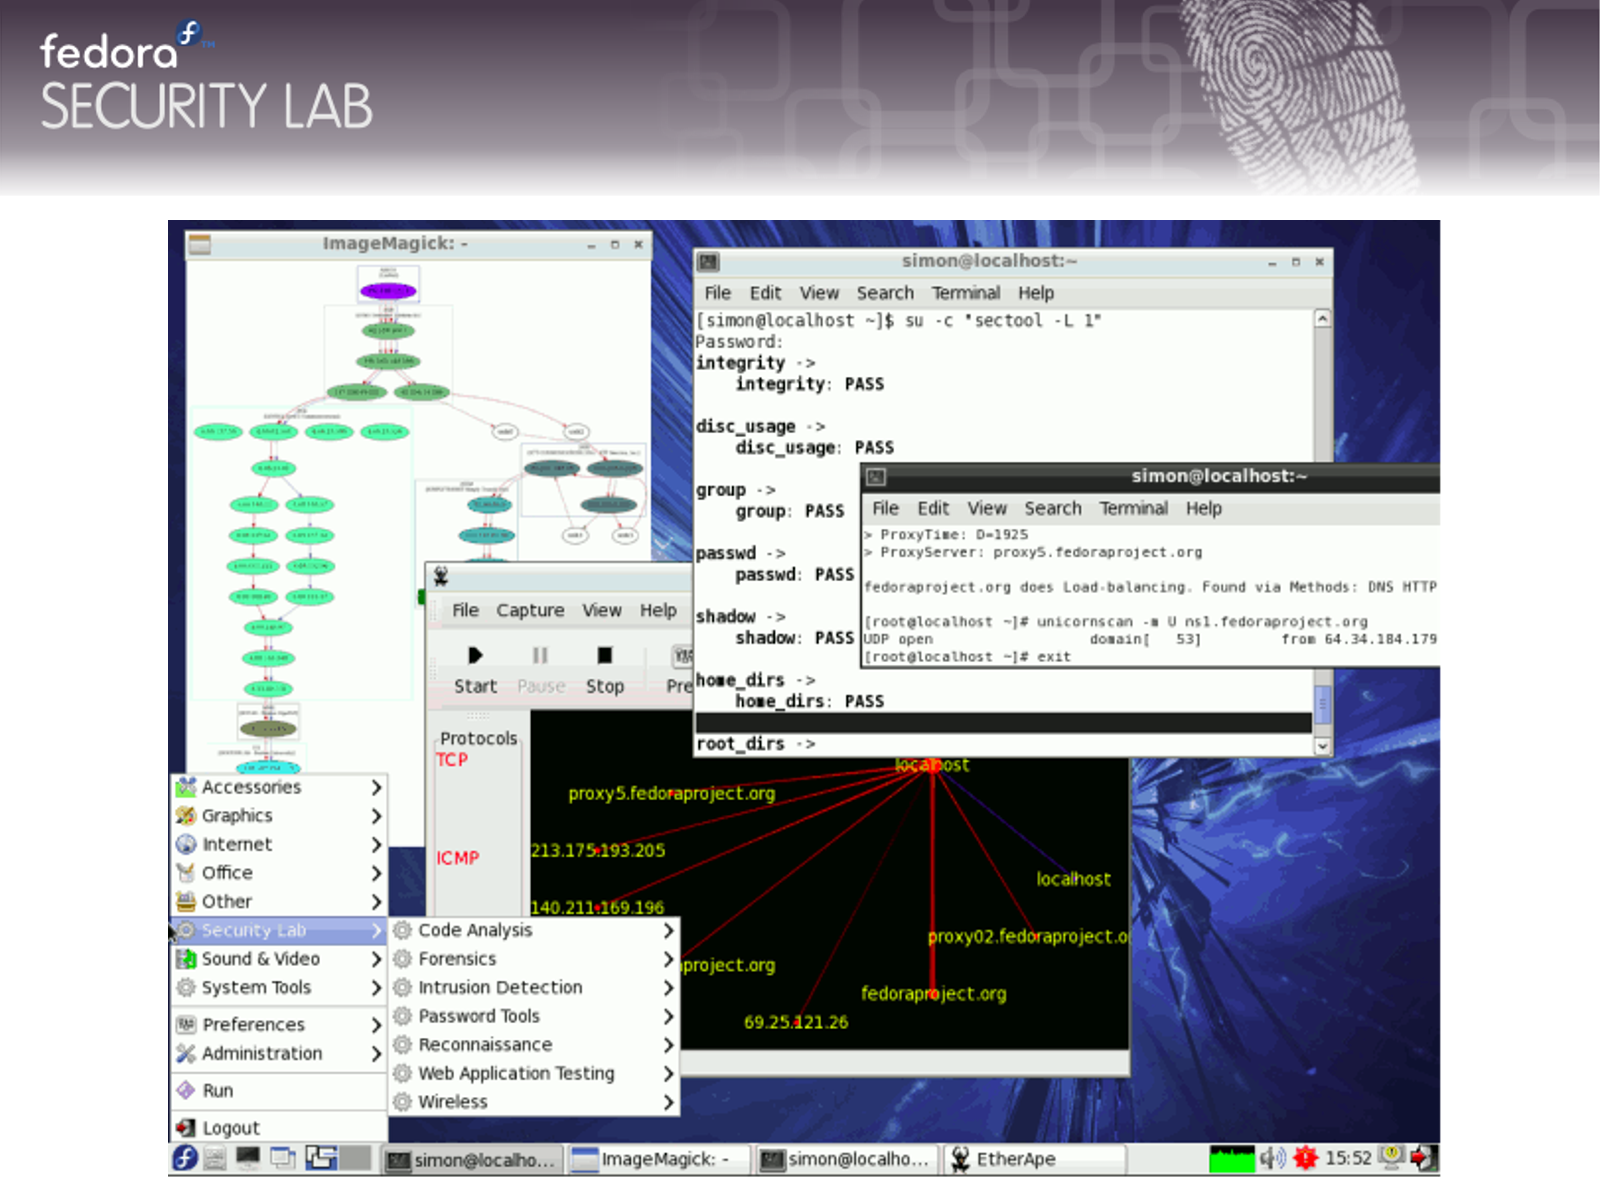 fedora™
SECURITY LAB
ImageMagick: -
simon@localhost:~
File Edit View Search Terminal Help
[simon@localhost ~]$ su -c "sectool -L 1"
Password:
integrity ->
integrity: PASS
disc_usage ->
disc_usage: PASS
group ->
group: PASS
passwd ->
passwd: PASS
shadow ->
shadow: PASS
home_dirs ->
home_dirs: PASS
root_dirs ->
simon@localhost:~
File Edit View Search Terminal Help
> ProxyTime: D=1925
> ProxyServer: proxy5.fedoraproject.org
fedoraproject.org does Load-balancing. Found via Methods: DNS HTTP
[root@localhost ~]# unicornscan -m U ns1.fedoraproject.org
UDP open domain[ 53] from 64.34.184.179
[root@localhost ~]# exit
File Capture View Help
Start Pause Stop Pre
Protocols
TCP
ICMP
localhost
proxy5.fedoraproject.org
213.175.193.205
localhost
140.211.169.196
proxy02.fedoraproject.o
project.org
fedoraproject.org
69.25.121.26
Accessories
Graphics
Internet
Office
Other
Security Lab
Sound & Video
System Tools
Preferences
Administration
Run
Logout
Code Analysis
Forensics
Intrusion Detection
Password Tools
Reconnaissance
Web Application Testing
Wireless
simon@localho... ImageMagick: - simon@localho... EtherApe 15:52